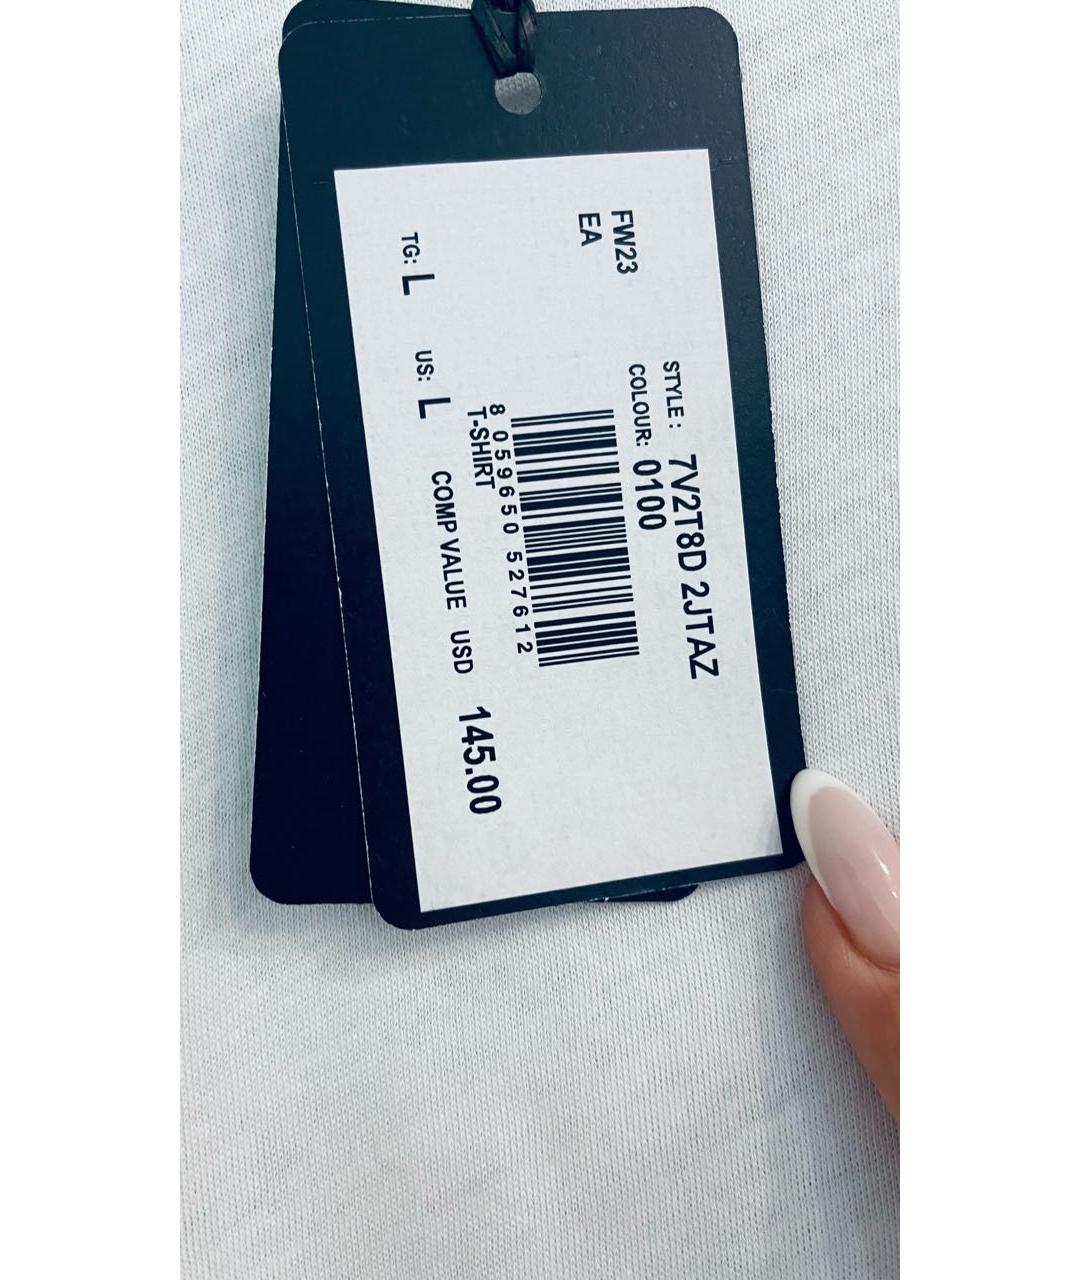 STYLE: 7V2T8D 2JTAZ
COLOUR: 0100
FW23
EA
8 059650 527612
T-SHIRT
TG: L US: L COMP VALUE USD 145.00